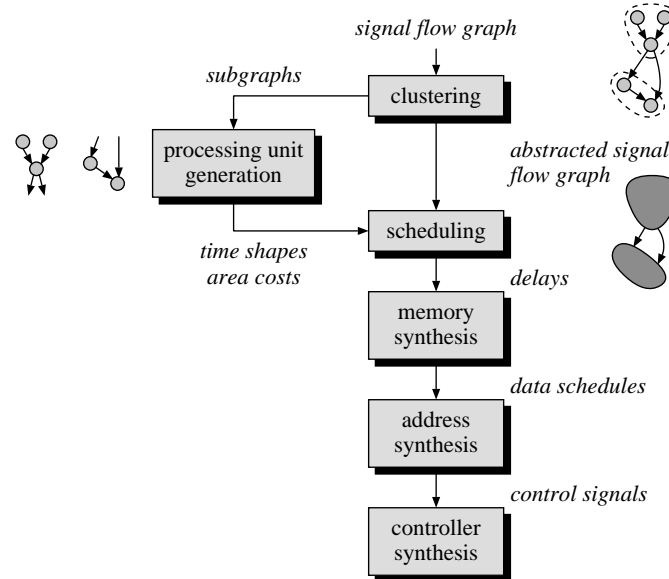 signal flow graph
subgraphs
clustering
processing unit
generation
abstracted signal
flow graph
scheduling
time shapes
area costs
delays
memory
synthesis
data schedules
address
synthesis
control signals
controller
synthesis